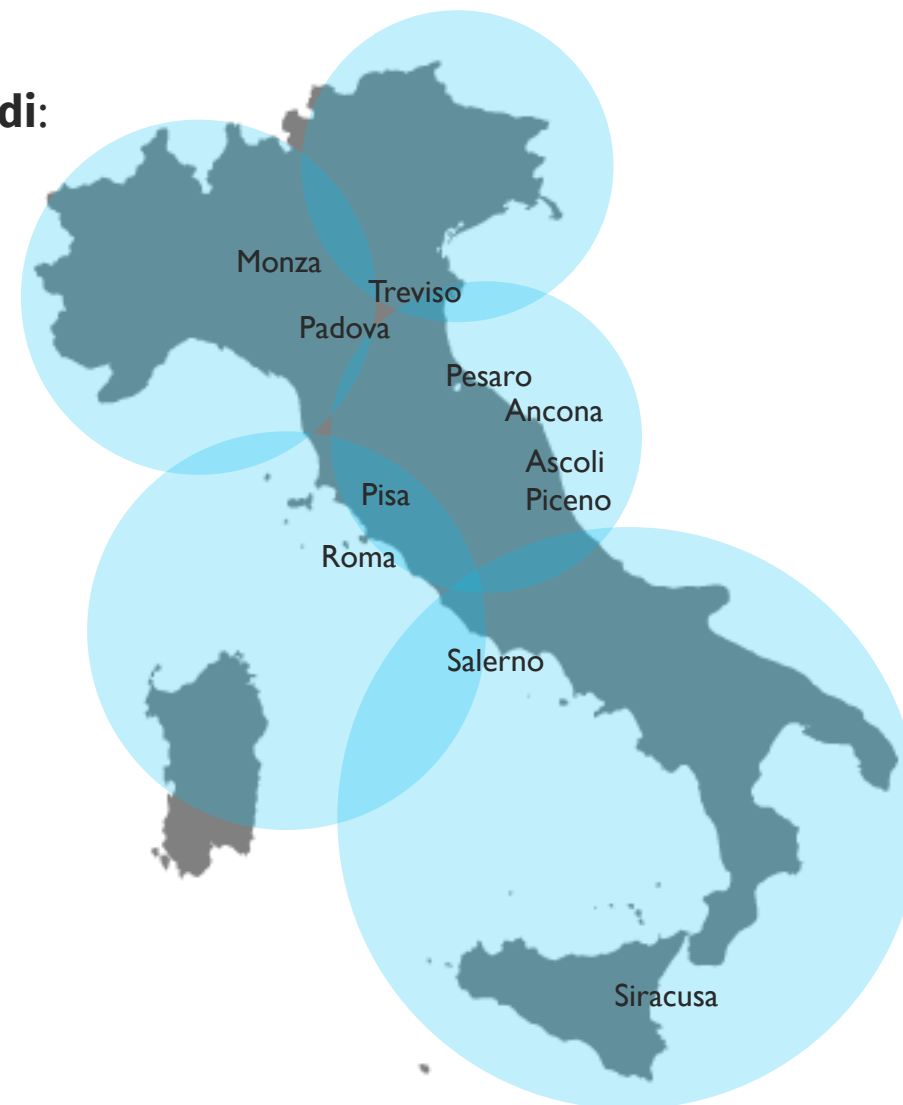 di:
Monza
Treviso
Padova
Pesaro
Ancona
Ascoli
Piceno
Pisa
Roma
Salerno
Siracusa